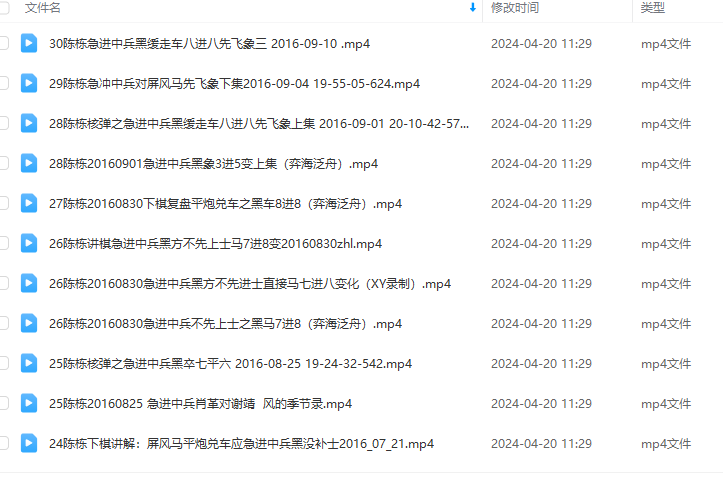 文件名 修改时间 类型
30陈栋急进中兵黑缓走车八进八先飞象三 2016-09-10 .mp4 2024-04-20 11:29 mp4文件
29陈栋急冲中兵对屏风马先飞象下集2016-09-04 19-55-05-624.mp4 2024-04-20 11:29 mp4文件
28陈栋核弹之急进中兵黑缓走车八进八先飞象上集 2016-09-01 20-10-42-57... 2024-04-20 11:29 mp4文件
28陈栋20160901急进中兵黑象3进5变上集（弈海泛舟）.mp4 2024-04-20 11:29 mp4文件
27陈栋20160830下棋复盘平炮兑车之黑车8进8（弈海泛舟）.mp4 2024-04-20 11:29 mp4文件
26陈栋讲棋急进中兵黑方不先上士马7进8变20160830zhl.mp4 2024-04-20 11:29 mp4文件
26陈栋20160830急进中兵黑方不先进士直接马七进八变化（XY录制）.mp4 2024-04-20 11:29 mp4文件
26陈栋20160830急进中兵不先上士之黑马7进8（弈海泛舟）.mp4 2024-04-20 11:29 mp4文件
25陈栋核弹之急进中兵黑卒七平六 2016-08-25 19-24-32-542.mp4 2024-04-20 11:29 mp4文件
25陈栋20160825 急进中兵肖革对谢靖  风的季节录.mp4 2024-04-20 11:29 mp4文件
24陈栋下棋讲解：屏风马平炮兑车应急进中兵黑没补士2016_07_21.mp4 2024-04-20 11:29 mp4文件